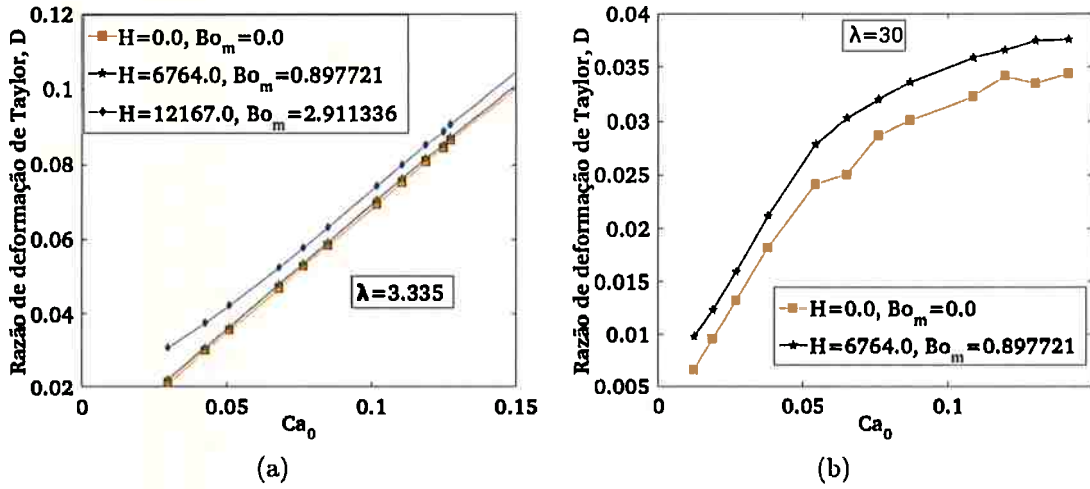 0.12
0.1
0.08
0.06
0.04
0.02
Razão de deformação de Taylor, D
H=0.0, Bo_m=0.0
H=6764.0, Bo_m=0.897721
H=12167.0, Bo_m=2.911336
λ=3.335
0 0.05 0.1 0.15
Ca_0
(a)
0.04
0.035
0.03
0.025
0.02
0.015
0.01
0.005
Razão de deformação de Taylor, D
λ=30
H=0.0, Bo_m=0.0
H=6764.0, Bo_m=0.897721
0 0.05 0.1
Ca_0
(b)